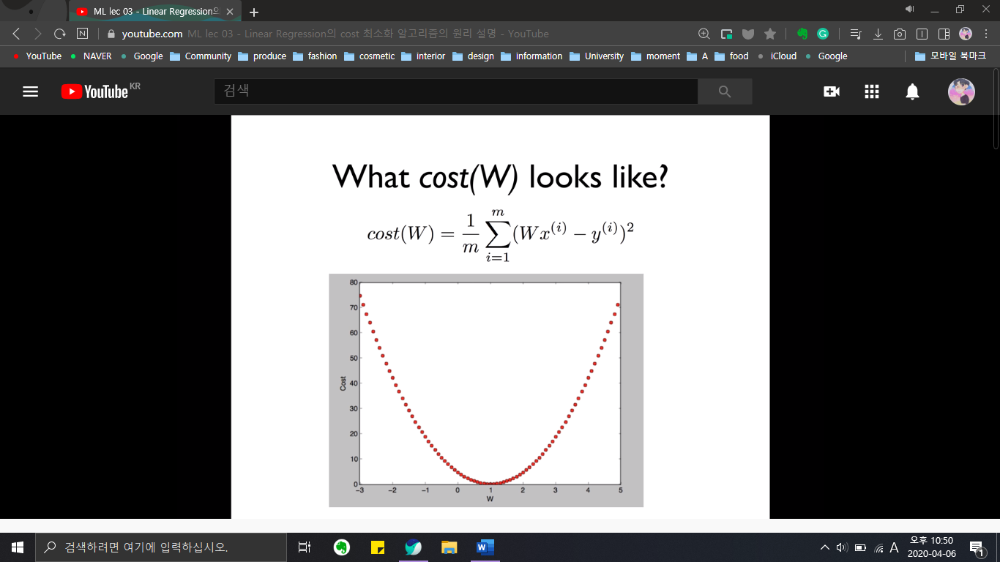 ML lec 03 - Linear Regression의
youtube.com ML lec 03 - Linear Regression의 cost 최소화 알고리즘의 원리 설명 - YouTube
YouTube NAVER Google Community produce fashion cosmetic interior design information University moment A food iCloud Google 모바일 북마크
YouTube KR 검색
What cost(W) looks like?
cost(W) = \frac{1}{m} \sum_{i=1}^{m} (Wx^{(i)} - y^{(i)})^2
80
70
60
50
40
30
20
10
0
Cost
-3 -2 -1 0 1 2 3 4 5
W
검색하려면 여기에 입력하십시오.
A 오후 10:50
2020-04-06
1